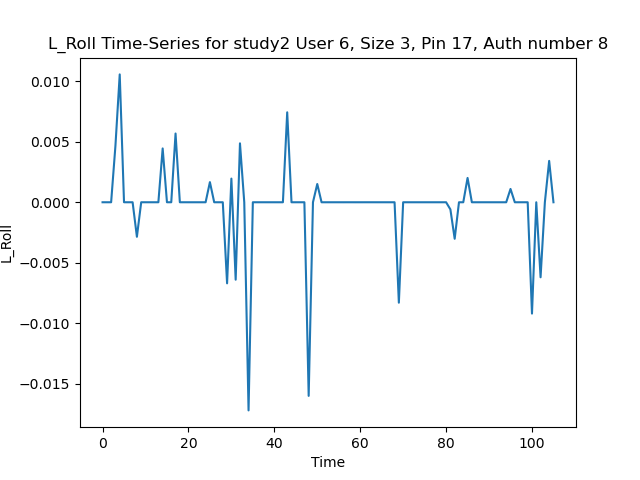 L_Roll Time-Series for study2 User 6, Size 3, Pin 17, Auth number 8
0.010
0.005
0.000
−0.005
−0.010
−0.015
L_Roll
0 20 40 60 80 100
Time